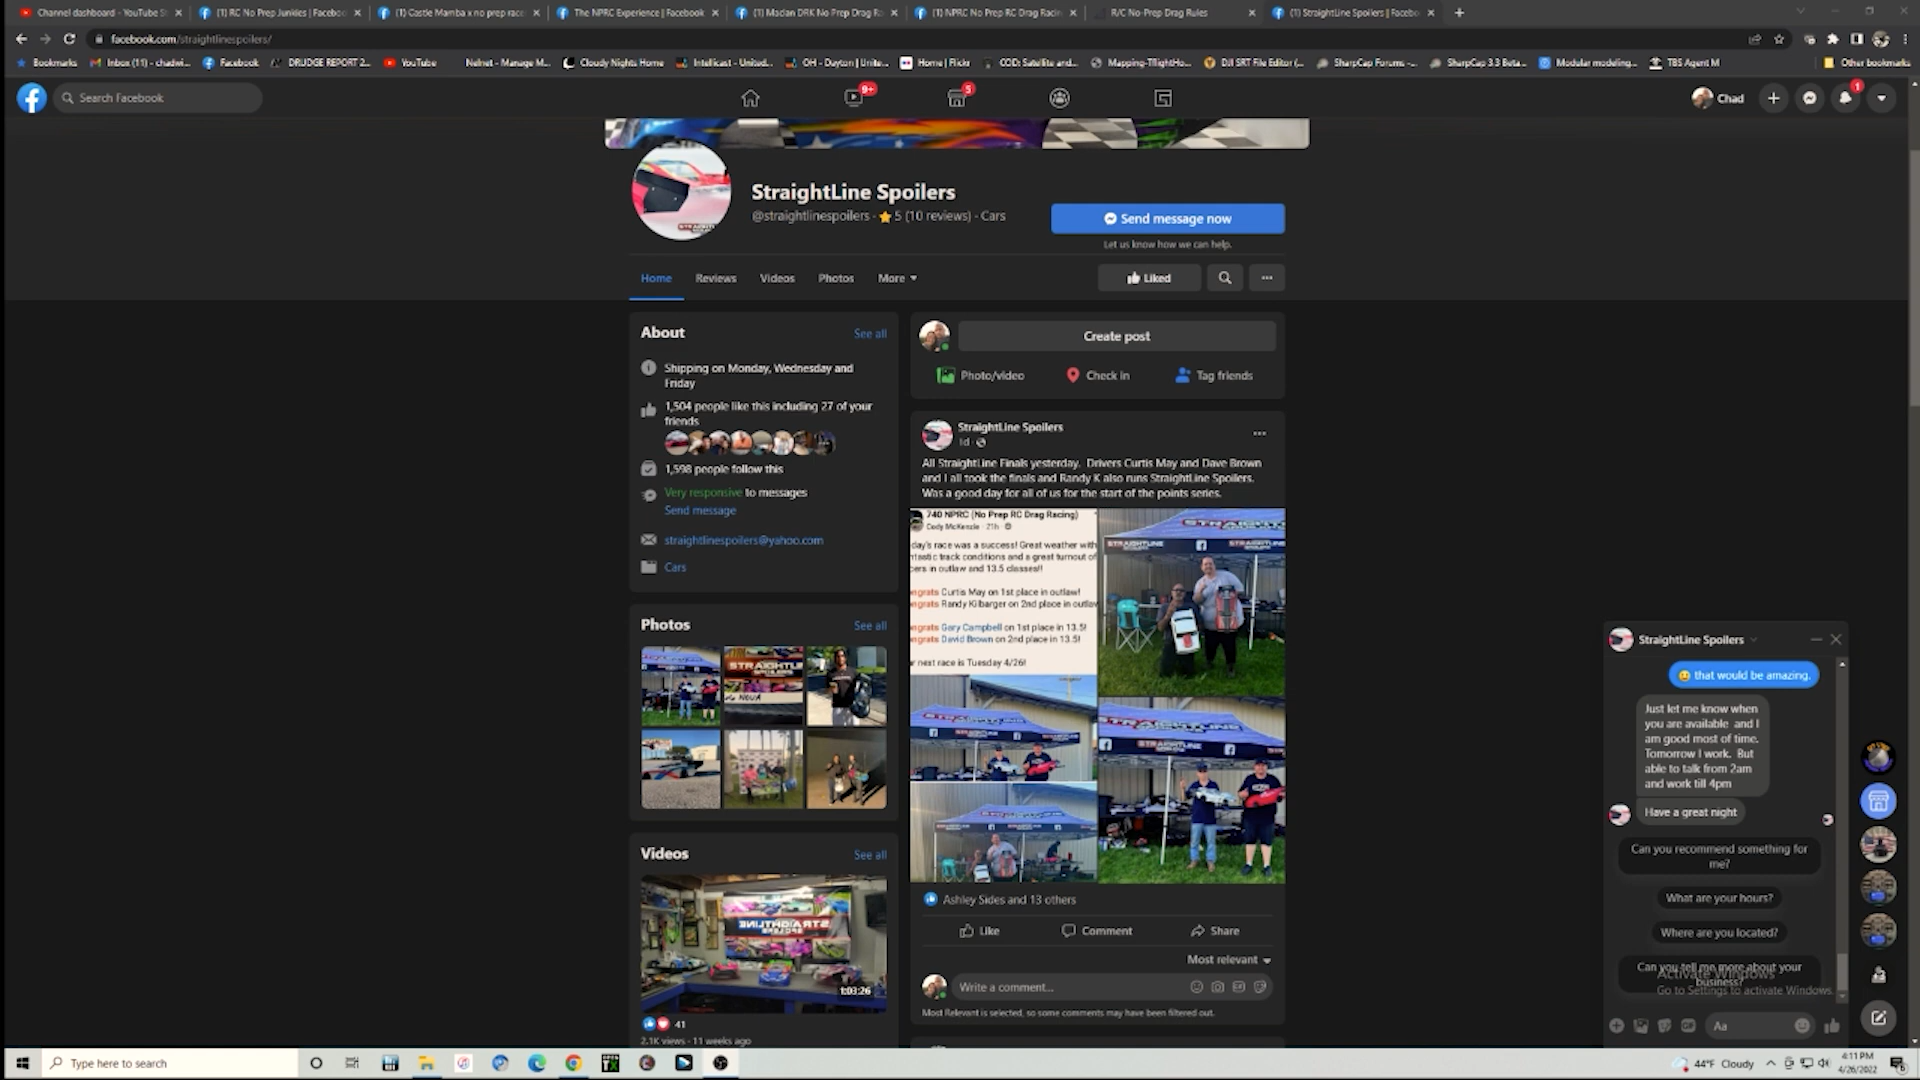 Channel dashboard - YouTube St
(1) RC No Prep Junkies | Facebo
(1) Castle Mamba x no prep race
The NPRC Experience | Facebook
(1) Maclan DRK No Prep Drag R
(1) NPRC No Prep RC Drag Racin
R/C No-Prep Drag Rules
(1) StraightLine Spoilers | Facebo
facebook.com/straightlinespoilers/
Bookmarks
Inbox (11) - chadwi...
Facebook
DRUDGE REPORT 2...
YouTube
Nelnet - Manage M...
Cloudy Nights Home
Intellicast - United...
OH - Dayton | Unite...
Home | Flickr
COD: Satellite and...
Mapping-TflightHo...
DJI SRT File Editor (...
SharpCap Forums -...
SharpCap 3.3 Beta...
Modular modeling...
TBS Agent M
Other bookmarks
Search Facebook
9+
5
Chad
1
StraightLine Spoilers
@straightlinespoilers · 5 (10 reviews) · Cars
Send message now
Let us know how we can help.
Home
Reviews
Videos
Photos
More
Liked
About
See all
Shipping on Monday, Wednesday and
Friday
1,504 people like this including 27 of your
friends
1,598 people follow this
Very responsive to messages
Send message
straightlinespoilers@yahoo.com
Cars
Photos
See all
Videos
See all
1:03:26
41
2.1K views · 11 weeks ago
Create post
Photo/video
Check in
Tag friends
StraightLine Spoilers
1d ·
All StraightLine Finals yesterday. Drivers Curtis May and Dave Brown
and I all took the finals and Randy K also runs StraightLine Spoilers.
Was a good day for all of us for the start of the points series.
740 NPRC (No Prep RC Drag Racing)
Cody McKenzie · 21h ·
day's race was a success! Great weather with
ntastic track conditions and a great turnout of
cers in outlaw and 13.5 classes!!
ngrats Curtis May on 1st place in outlaw!
ngrats Randy Kilbarger on 2nd place in outlaw
ngrats Gary Campbell on 1st place in 13.5!
ngrats David Brown on 2nd place in 13.5!
r next race is Tuesday 4/26!
Ashley Sides and 13 others
Like
Comment
Share
Most relevant
Write a comment...
Most Relevant is selected, so some comments may have been filtered out.
StraightLine Spoilers
that would be amazing.
Just let me know when
you are available and I
am good most of time.
Tomorrow I work. But
able to talk from 2am
and work till 4pm
Have a great night
Can you recommend something for
me?
What are your hours?
Where are you located?
Can you tell me more about your
business?
Activate Windows
Go to Settings to activate Windows.
Aa
Type here to search
44°F Cloudy
4:11 PM
4/26/2022